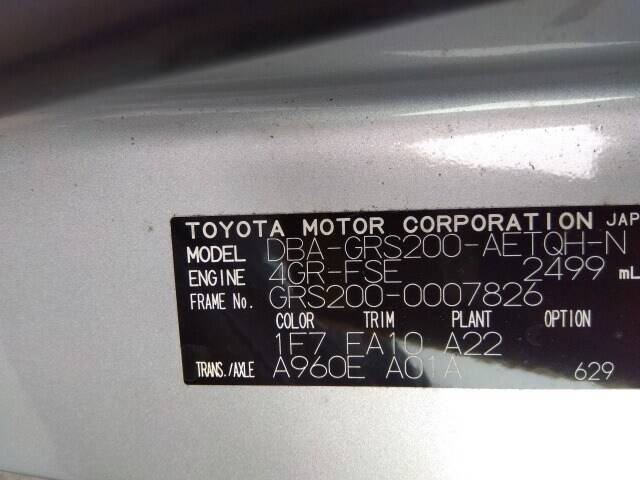 TOYOTA MOTOR CORPORATION JAP
MODEL DBA-GRS200-AETQH-N
ENGINE 4GR-FSE 2499 mL
FRAME No. GRS200-0007826
COLOR TRIM PLANT OPTION
1F7 FA10 A22
TRANS./AXLE A960E A01A 629